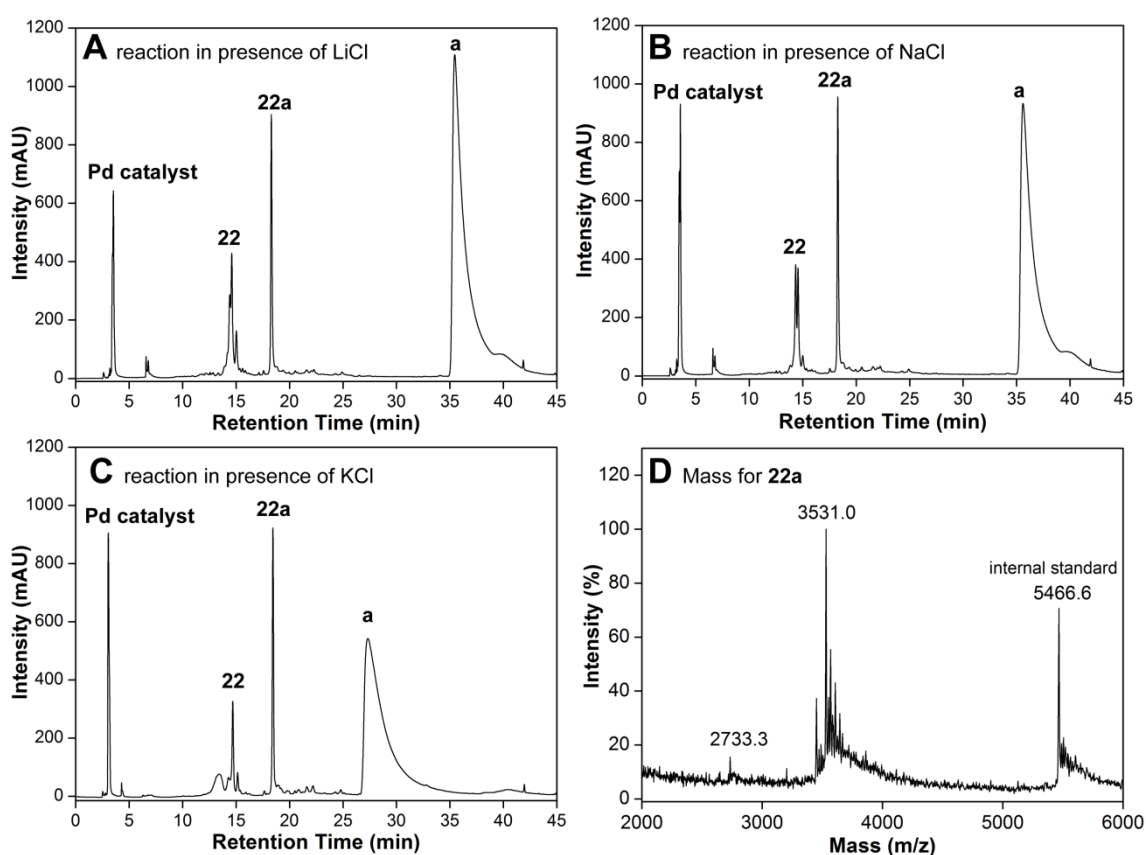 A reaction in presence of LiCl
1200
1000
800
600
400
200
0
Intensity (mAU)
Pd catalyst
22
22a
a
0 5 10 15 20 25 30 35 40 45
Retention Time (min)
B reaction in presence of NaCl
1200
1000
800
600
400
200
0
Intensity (mAU)
Pd catalyst
22
22a
a
0 5 10 15 20 25 30 35 40 45
Retention Time (min)
C reaction in presence of KCl
1200
1000
800
600
400
200
0
Intensity (mAU)
Pd catalyst
22
22a
a
0 5 10 15 20 25 30 35 40 45
Retention Time (min)
D Mass for 22a
120
100
80
60
40
20
0
Intensity (%)
2733.3
3531.0
internal standard
5466.6
2000 3000 4000 5000 6000
Mass (m/z)